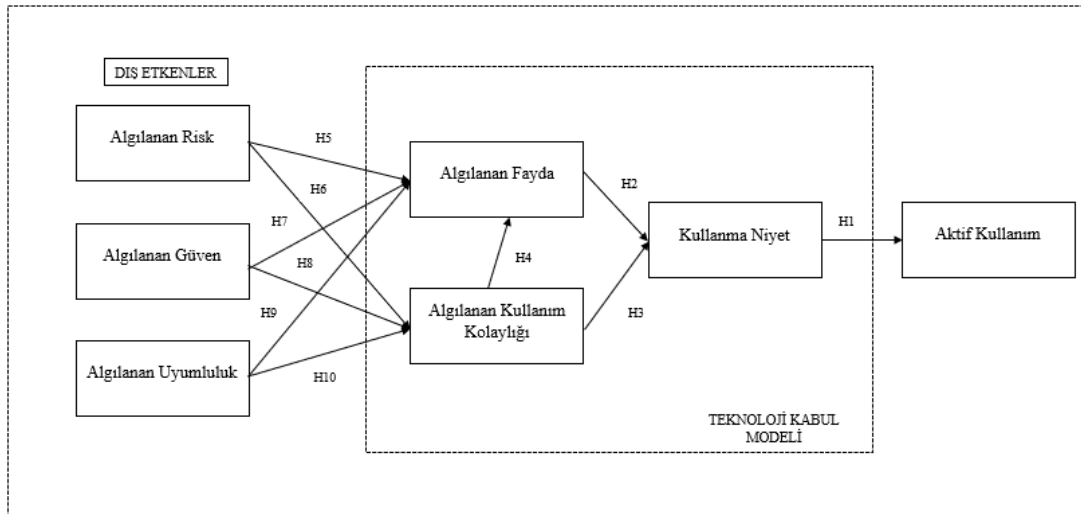 DIŞ ETKENLER
Algılanan Risk
Algılanan Güven
Algılanan Uyumluluk
H5
H6
H7
H8
H9
H10
Algılanan Fayda
H4
Algılanan Kullanım
Kolaylığı
H2
H3
Kullanma Niyet
H1
Aktif Kullanım
TEKNOLOJİ KABUL
MODELİ